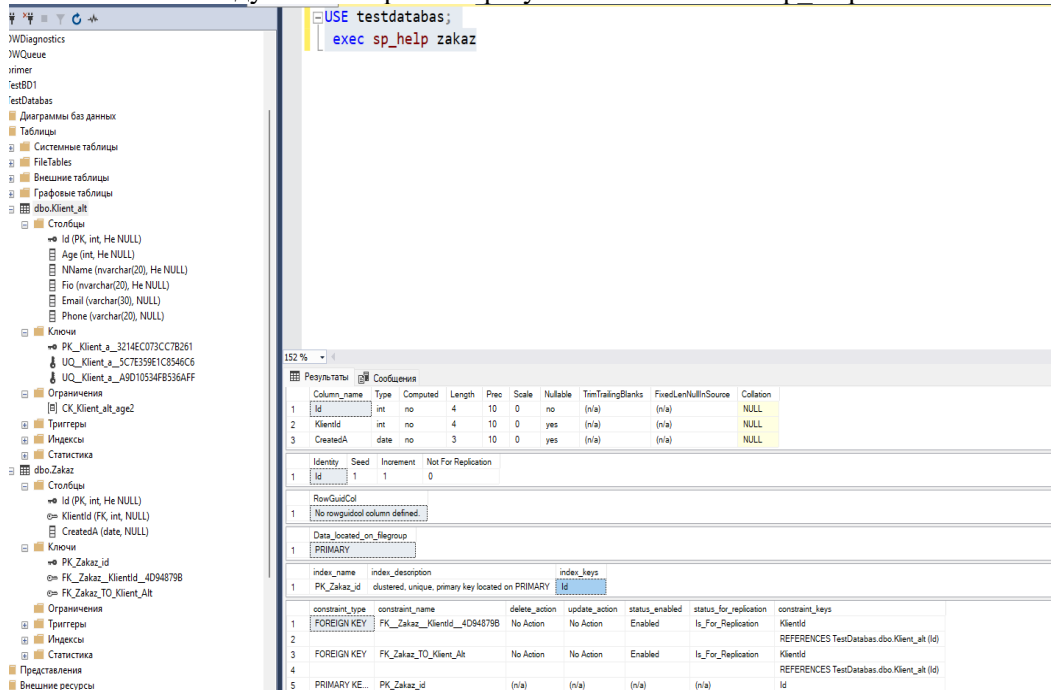 USE testdatabas;
exec sp_help zakaz
DWDiagnostics
DWQueue
primer
TestBD1
TestDatabas
Диаграммы баз данных
Таблицы
Системные таблицы
FileTables
Внешние таблицы
Графовые таблицы
dbo.Klient_alt
Столбцы
Id (PK, int, Не NULL)
Age (int, Не NULL)
NName (nvarchar(20), Не NULL)
Fio (nvarchar(20), Не NULL)
Email (varchar(30), NULL)
Phone (varchar(20), NULL)
Ключи
PK__Klient_a__3214EC073CC7B261
UQ__Klient_a__5C7E359E1C8546C6
UQ__Klient_a__A9D10534FB536AFF
Ограничения
CK_Klient_alt_age2
Триггеры
Индексы
Статистика
dbo.Zakaz
Столбцы
Id (PK, int, Не NULL)
KlientId (FK, int, NULL)
CreatedA (date, NULL)
Ключи
PK_Zakaz_id
FK__Zakaz__KlientId__4D94879B
FK_Zakaz_TO_Klient_Alt
Ограничения
Триггеры
Индексы
Статистика
Представления
Внешние ресурсы
152 %
Результаты Сообщения
Column_name Type Computed Length Prec Scale Nullable TrimTrailingBlanks FixedLenNullInSource Collation
1 Id int no 4 10 0 no (n/a) (n/a) NULL
2 KlientId int no 4 10 0 yes (n/a) (n/a) NULL
3 CreatedA date no 3 10 0 yes (n/a) (n/a) NULL
Identity Seed Increment Not For Replication
1 Id 1 1 0
RowGuidCol
1 No rowguidcol column defined.
Data_located_on_filegroup
1 PRIMARY
index_name index_description index_keys
1 PK_Zakaz_id clustered, unique, primary key located on PRIMARY Id
constraint_type constraint_name delete_action update_action status_enabled status_for_replication constraint_keys
1 FOREIGN KEY FK__Zakaz__KlientId__4D94879B No Action No Action Enabled Is_For_Replication KlientId
2 REFERENCES TestDatabas.dbo.Klient_alt (Id)
3 FOREIGN KEY FK_Zakaz_TO_Klient_Alt No Action No Action Enabled Is_For_Replication KlientId
4 REFERENCES TestDatabas.dbo.Klient_alt (Id)
5 PRIMARY KE... PK_Zakaz_id (n/a) (n/a) (n/a) (n/a) Id